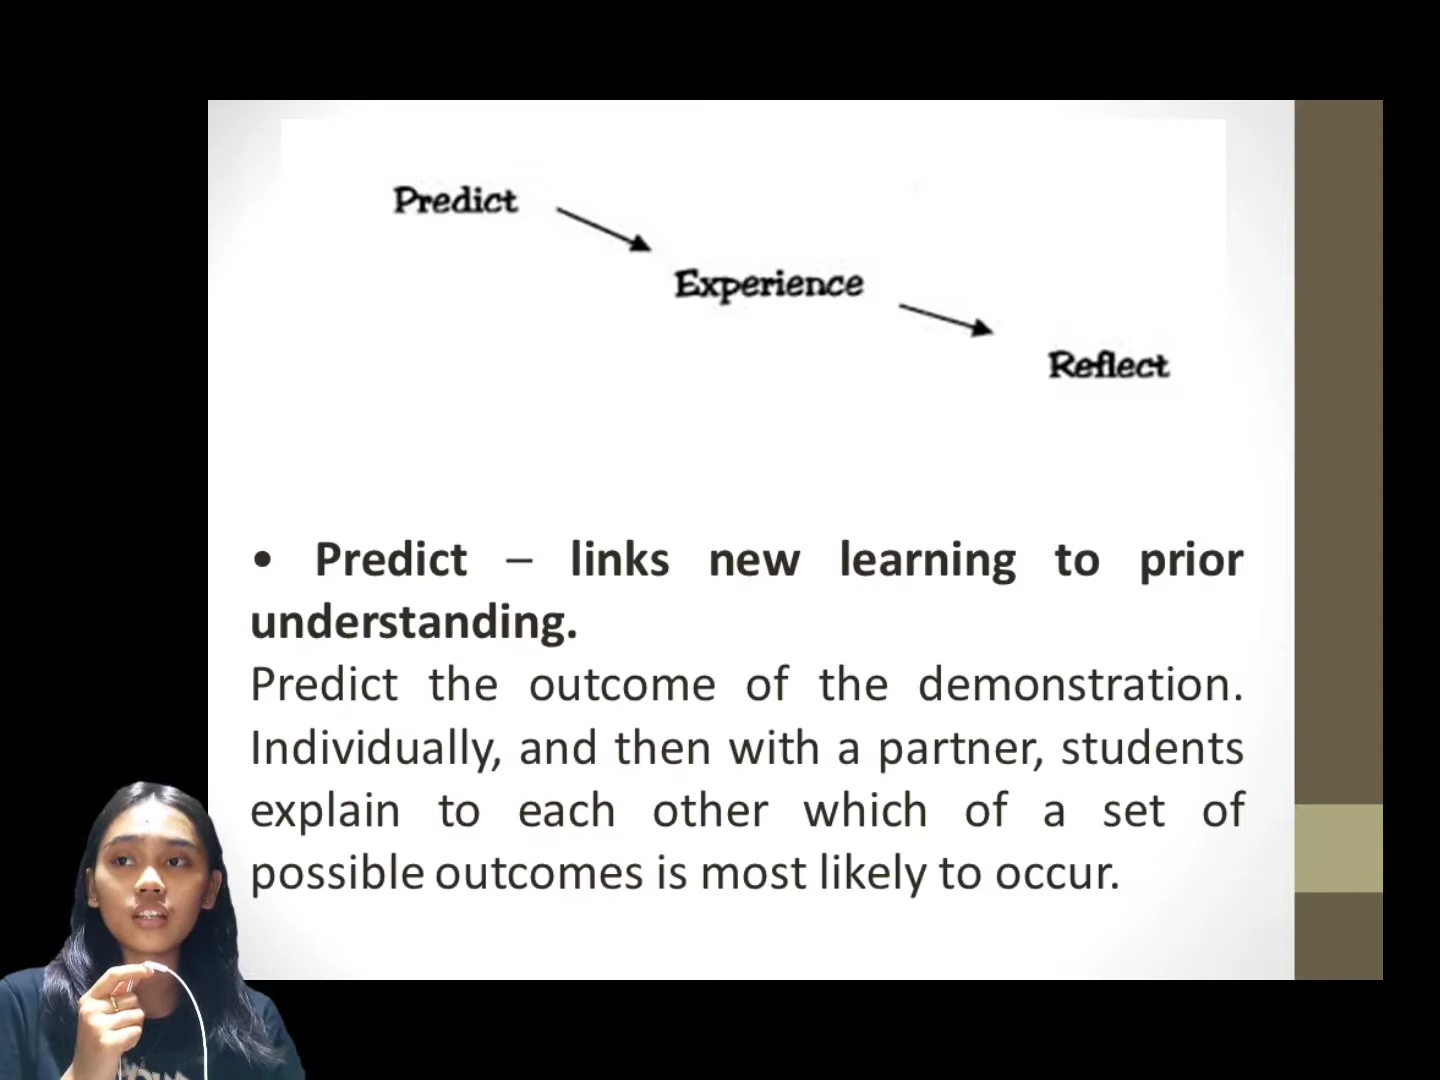 Predict
Experience
Reflect
• Predict – links new learning to prior
understanding.
Predict the outcome of the demonstration.
Individually, and then with a partner, students
explain to each other which of a set of
possible outcomes is most likely to occur.